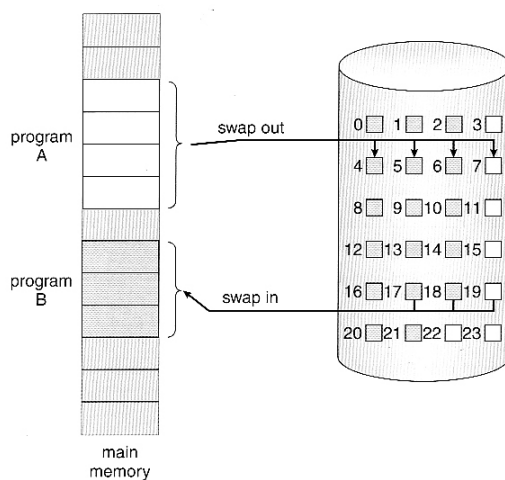 program
A
swap out
program
B
swap in
main
memory
0 1 2 3
4 5 6 7
8 9 10 11
12 13 14 15
16 17 18 19
20 21 22 23